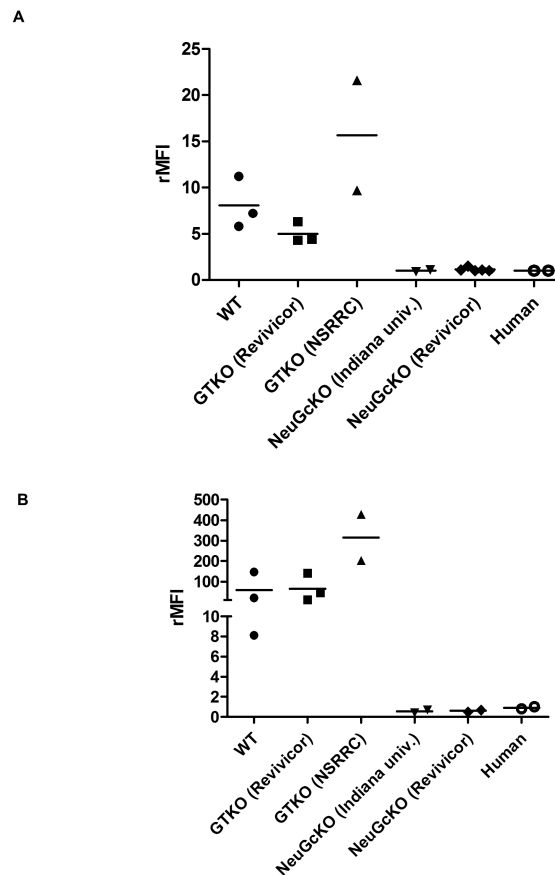 A
25
20
15
10
5
0
rMFI
WT
GTKO (Revivicor)
GTKO (NSRRC)
NeuGcKO (Indiana univ.)
NeuGcKO (Revivicor)
Human
B
500
400
300
200
100
10
8
6
4
2
0
rMFI
WT
GTKO (Revivicor)
GTKO (NSRRC)
NeuGcKO (Indiana univ.)
NeuGcKO (Revivicor)
Human